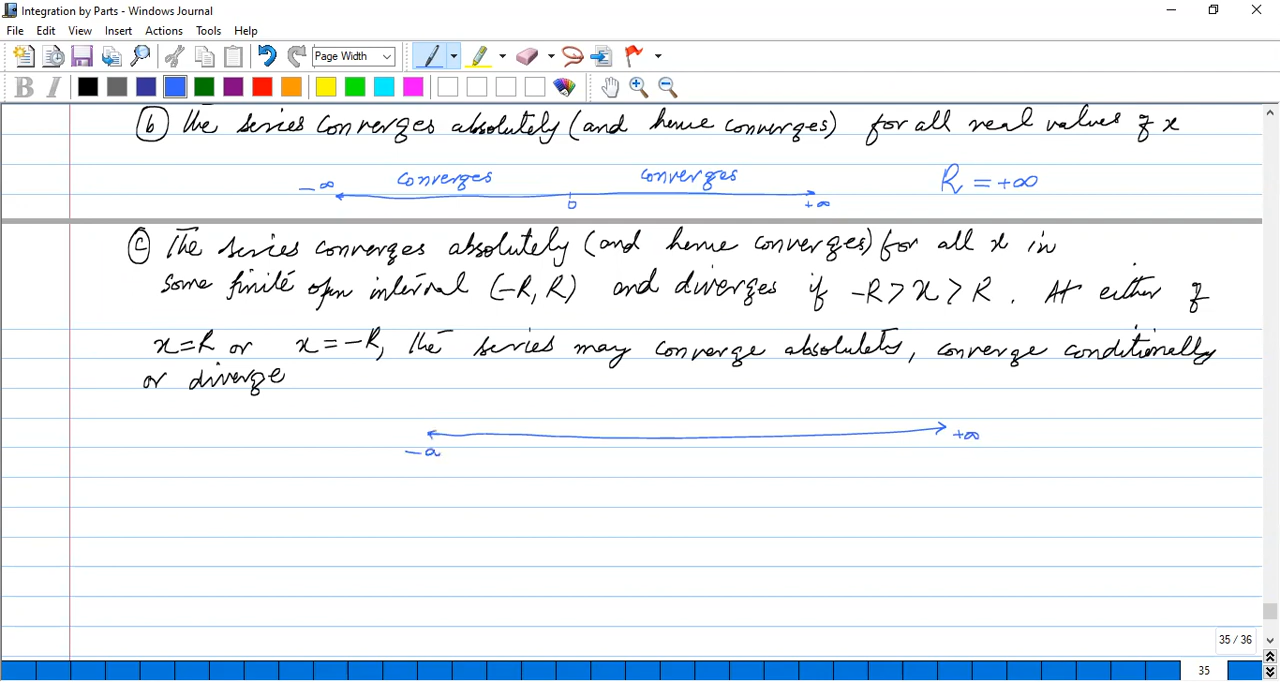 Integration by Parts - Windows Journal
File Edit View Insert Actions Tools Help
Page Width
B I
(b) The series converges absolutely (and hence converges) for all real values of x
-∞ converges 0 converges +∞ R = +∞
(c) The series converges absolutely (and hence converges) for all x in
some finite open interval (-R, R) and diverges if -R > x > R. At either of
x=R or x=-R, the series may converge absolutely, converge conditionally
or diverge
-∞ +∞
35 / 36
35